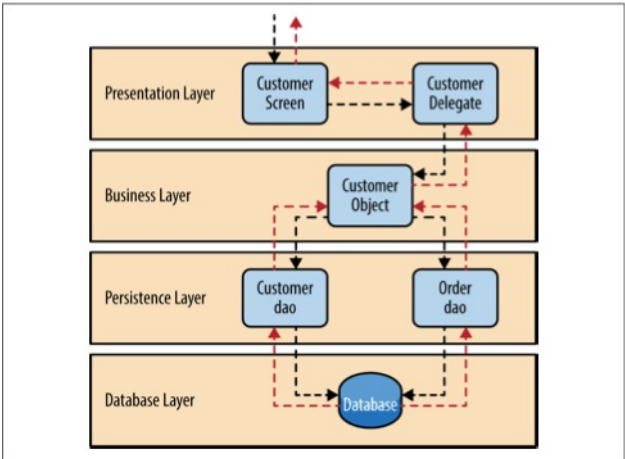 Presentation Layer
Customer
Screen
Customer
Delegate
Business Layer
Customer
Object
Persistence Layer
Customer
dao
Order
dao
Database Layer
Database